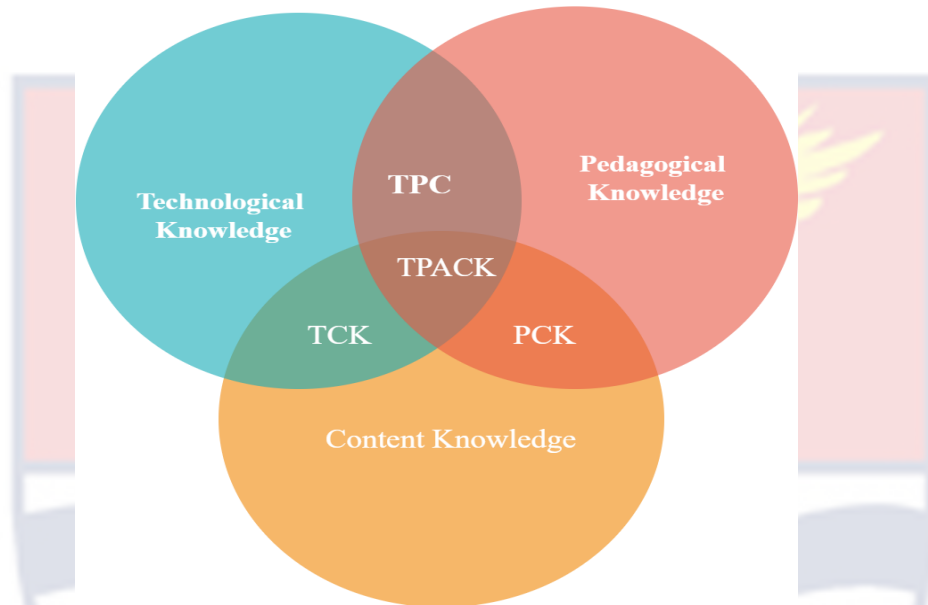 TPC
Pedagogical
Knowledge
Technological
Knowledge
TPACK
TCK
PCK
Content Knowledge